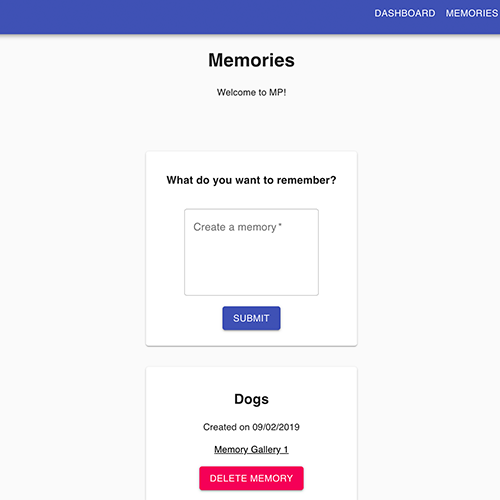 DASHBOARD MEMORIES
Memories
Welcome to MP!
What do you want to remember?
Create a memory *
SUBMIT
Dogs
Created on 09/02/2019
Memory Gallery 1
DELETE MEMORY